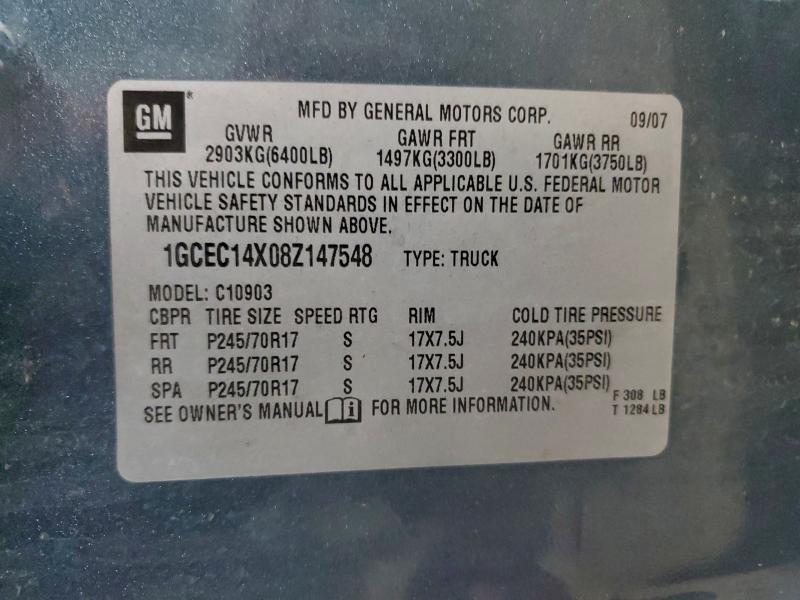 GM®
MFD BY GENERAL MOTORS CORP. 09/07
GVWR GAWR FRT GAWR RR
2903KG(6400LB) 1497KG(3300LB) 1701KG(3750LB)
THIS VEHICLE CONFORMS TO ALL APPLICABLE U.S. FEDERAL MOTOR
VEHICLE SAFETY STANDARDS IN EFFECT ON THE DATE OF
MANUFACTURE SHOWN ABOVE.
1GCEC14X08Z147548 TYPE: TRUCK
MODEL: C10903
CBPR TIRE SIZE SPEED RTG RIM COLD TIRE PRESSURE
FRT P245/70R17 S 17X7.5J 240KPA(35PSI)
RR P245/70R17 S 17X7.5J 240KPA(35PSI)
SPA P245/70R17 S 17X7.5J 240KPA(35PSI)
F 308 LB
SEE OWNER'S MANUAL i FOR MORE INFORMATION. T 1284 LB